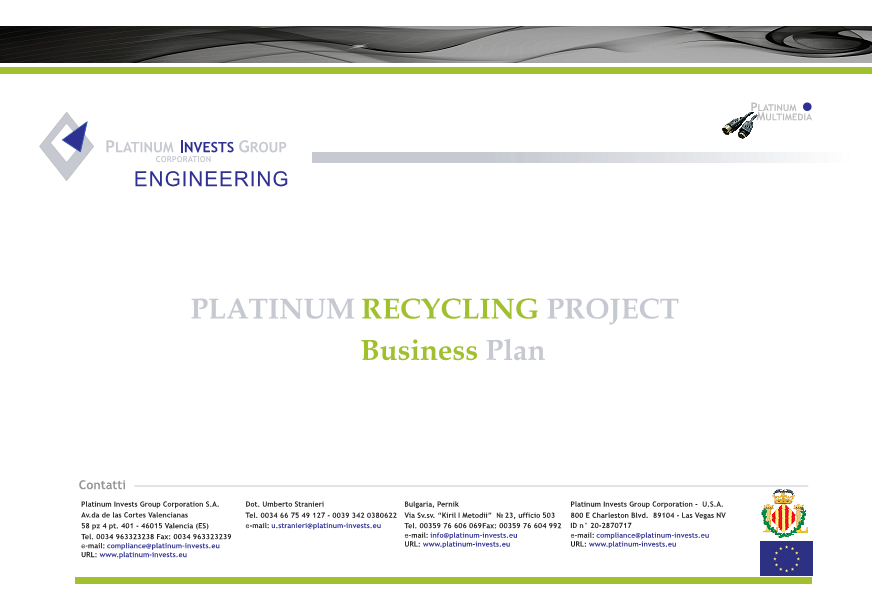 PLATINUM
MULTIMEDIA
PLATINUM INVESTS GROUP
CORPORATION
ENGINEERING
PLATINUM RECYCLING PROJECT
Business Plan
Contatti
Platinum Invests Group Corporation S.A.
Av.da de las Cortes Valencianas
58 pz 4 pt. 401 - 46015 Valencia (ES)
Tel. 0034 963323238 Fax: 0034 963323239
e-mail: compliance@platinum-invests.eu
URL: www.platinum-invests.eu
Dot. Umberto Stranieri
Tel. 0034 66 75 49 127 - 0039 342 0380622
e-mail: u.stranieri@platinum-invests.eu
Bulgaria, Pernik
Via Sv.sv. "Kiril I Metodii" № 23, ufficio 503
Tel. 00359 76 606 069Fax: 00359 76 604 992
e-mail: info@platinum-invests.eu
URL: www.platinum-invests.eu
Platinum Invests Group Corporation - U.S.A.
800 E Charleston Blvd. 89104 - Las Vegas NV
ID n° 20-2870717
e-mail: compliance@platinum-invests.eu
URL: www.platinum-invests.eu